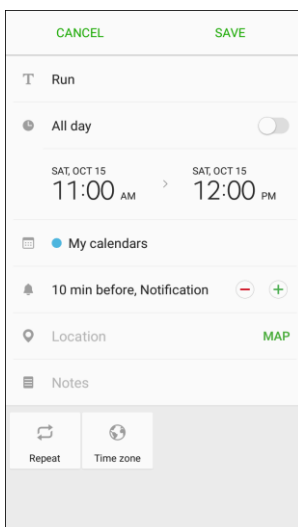 CANCEL SAVE
Run
All day
SAT, OCT 15 SAT, OCT 15
11:00 AM > 12:00 PM
My calendars
10 min before, Notification
Location MAP
Notes
Repeat Time zone